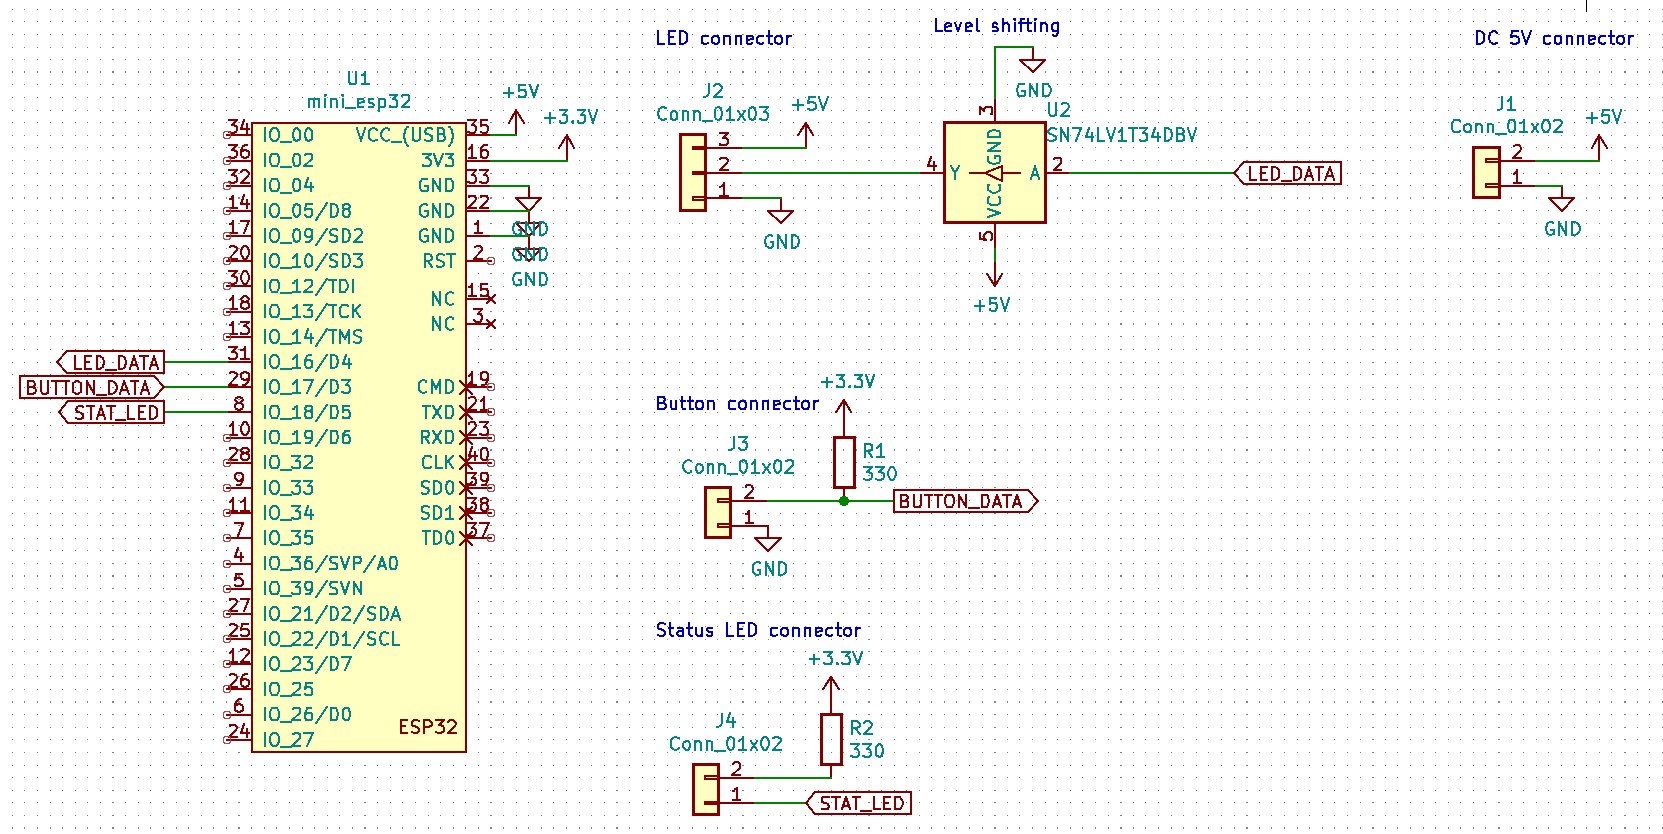 U1
mini_esp32
34 IO_00 VCC_(USB) 35 +5V
36 IO_02 3V3 16 +3.3V
32 IO_04 GND 33
14 IO_05/D8 GND 22
17 IO_09/SD2 GND 1 GND
20 IO_10/SD3 RST 2 GND
30 IO_12/TDI GND
18 IO_13/TCK NC 15
13 IO_14/TMS NC 3
LED_DATA 31 IO_16/D4
BUTTON_DATA 29 IO_17/D3 CMD 19
STAT_LED 8 IO_18/D5 TXD 21
10 IO_19/D6 RXD 23
28 IO_32 CLK 40
9 IO_33 SD0 39
11 IO_34 SD1 38
7 IO_35 TD0 37
4 IO_36/SVP/A0
5 IO_39/SVN
27 IO_21/D2/SDA
25 IO_22/D1/SCL
12 IO_23/D7
26 IO_25
6 IO_26/D0
24 IO_27
ESP32
LED connector
J2
Conn_01x03
3 +5V
2
1
GND
Level shifting
GND
U2
SN74LV1T34DBV
3 GND
4 Y A 2 LED_DATA
VCC 5
+5V
DC 5V connector
J1
Conn_01x02
2 +5V
1
GND
Button connector
+3.3V
J3
Conn_01x02
R1
330
2 BUTTON_DATA
1
GND
Status LED connector
+3.3V
J4
Conn_01x02
R2
330
2
1 STAT_LED